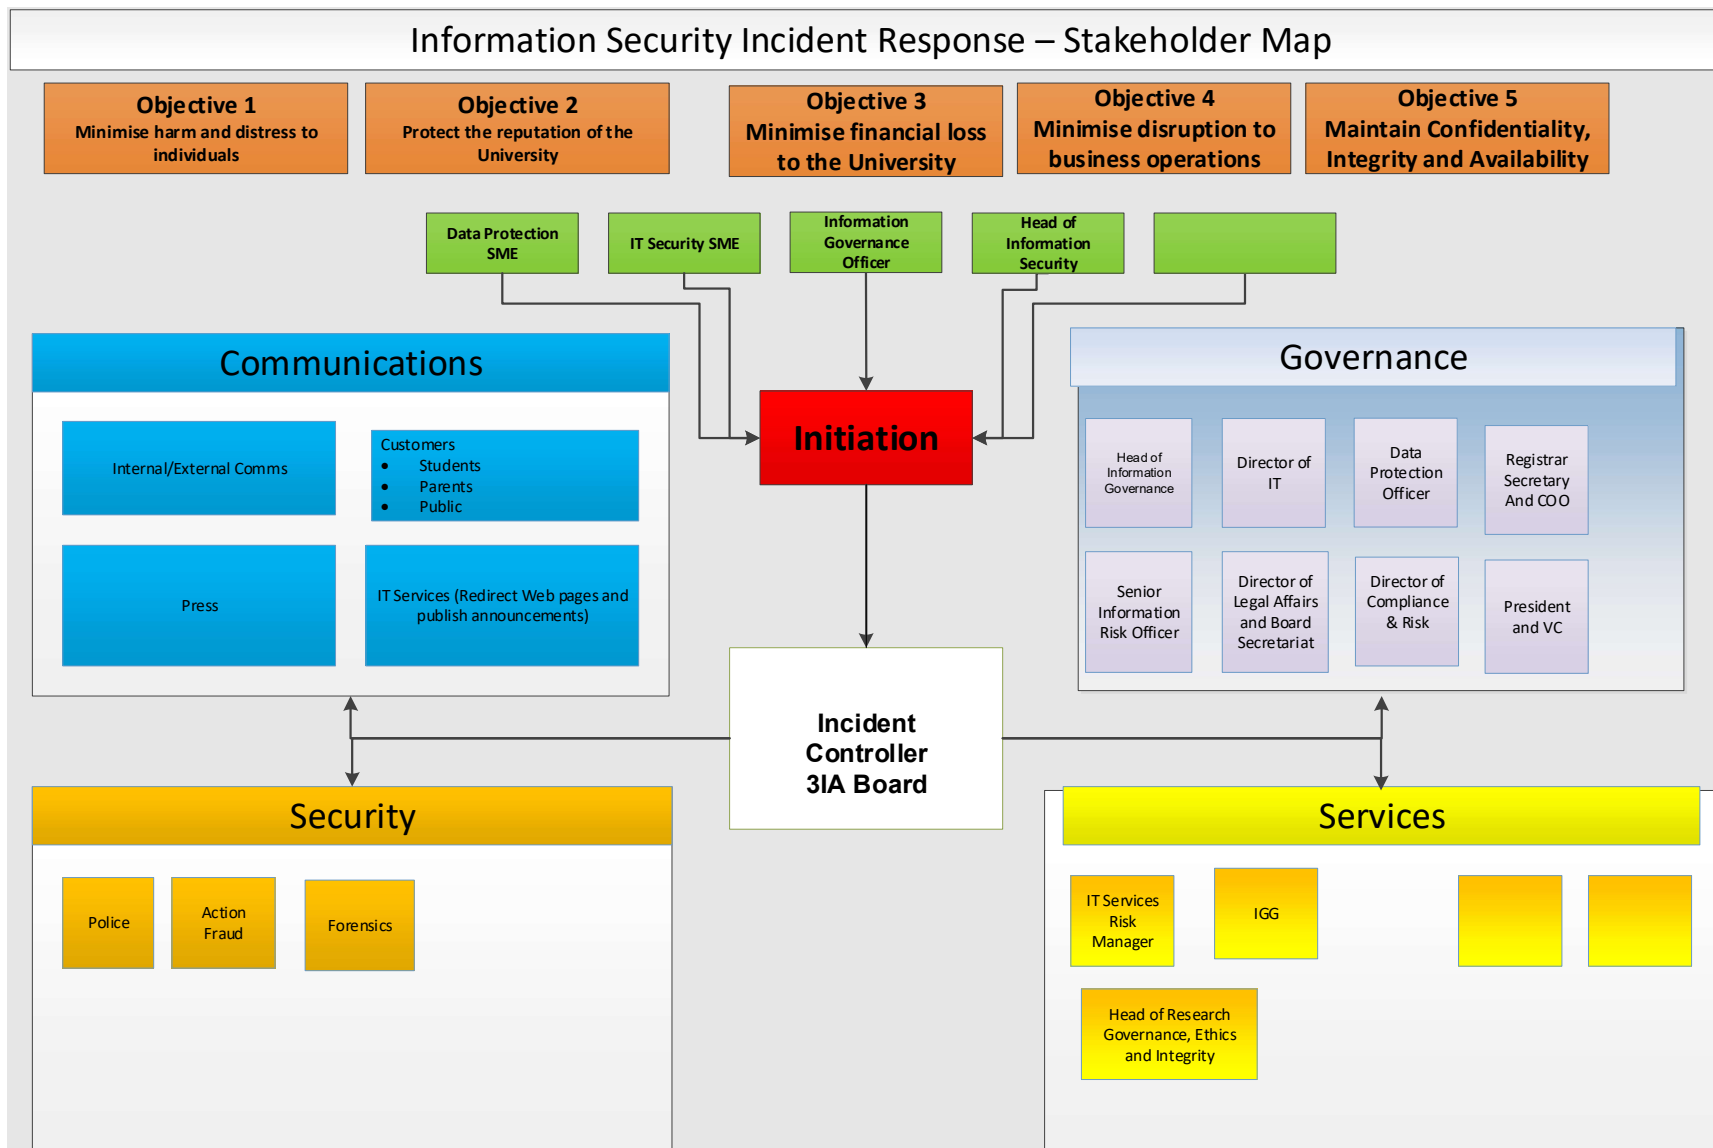 Information Security Incident Response – Stakeholder Map
Objective 1
Minimise harm and distress to
individuals
Objective 2
Protect the reputation of the
University
Objective 3
Minimise financial loss
to the University
Objective 4
Minimise disruption to
business operations
Objective 5
Maintain Confidentiality,
Integrity and Availability
Data Protection
SME
IT Security SME
Information
Governance
Officer
Head of
Information
Security
Communications
Internal/External Comms
Customers
• Students
• Parents
• Public
Press
IT Services (Redirect Web pages and
publish announcements)
Initiation
Governance
Head of
Information
Governance
Director of
IT
Data
Protection
Officer
Registrar
Secretary
And COO
Senior
Information
Risk Officer
Director of
Legal Affairs
and Board
Secretariat
Director of
Compliance
& Risk
President
and VC
Incident
Controller
3IA Board
Security
Police
Action
Fraud
Forensics
Services
IT Services
Risk
Manager
IGG
Head of Research
Governance, Ethics
and Integrity